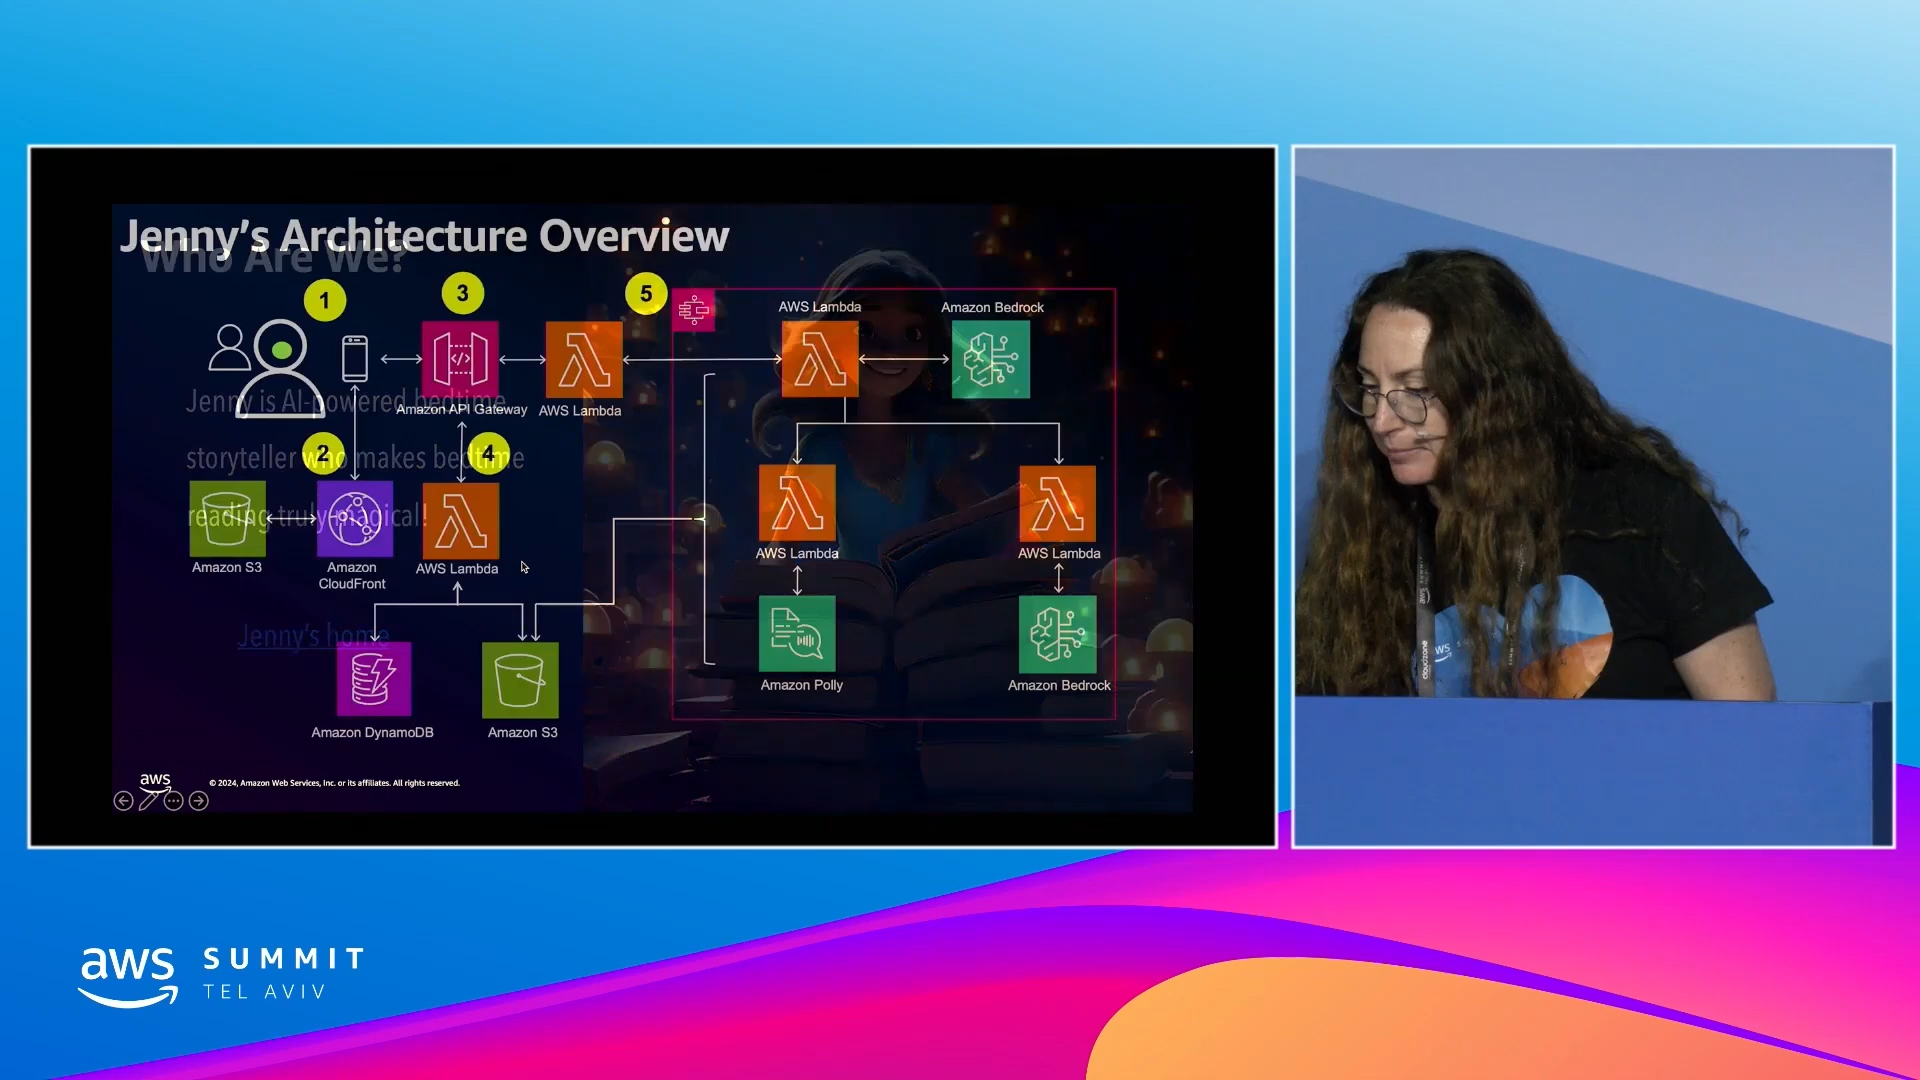 Jenny's Architecture Overview
Who Are We?
1
3
5
AWS Lambda
Amazon Bedrock
Jenny is AI-powered bedtime
Amazon API Gateway
AWS Lambda
2
4
storyteller who makes bedtime
reading truly magical!
AWS Lambda
AWS Lambda
Amazon S3
Amazon
CloudFront
AWS Lambda
Jenny's home
Amazon Polly
Amazon Bedrock
Amazon DynamoDB
Amazon S3
aws
© 2024, Amazon Web Services, Inc. or its affiliates. All rights reserved.
cloudzone
aws SUMMIT
TEL AVIV